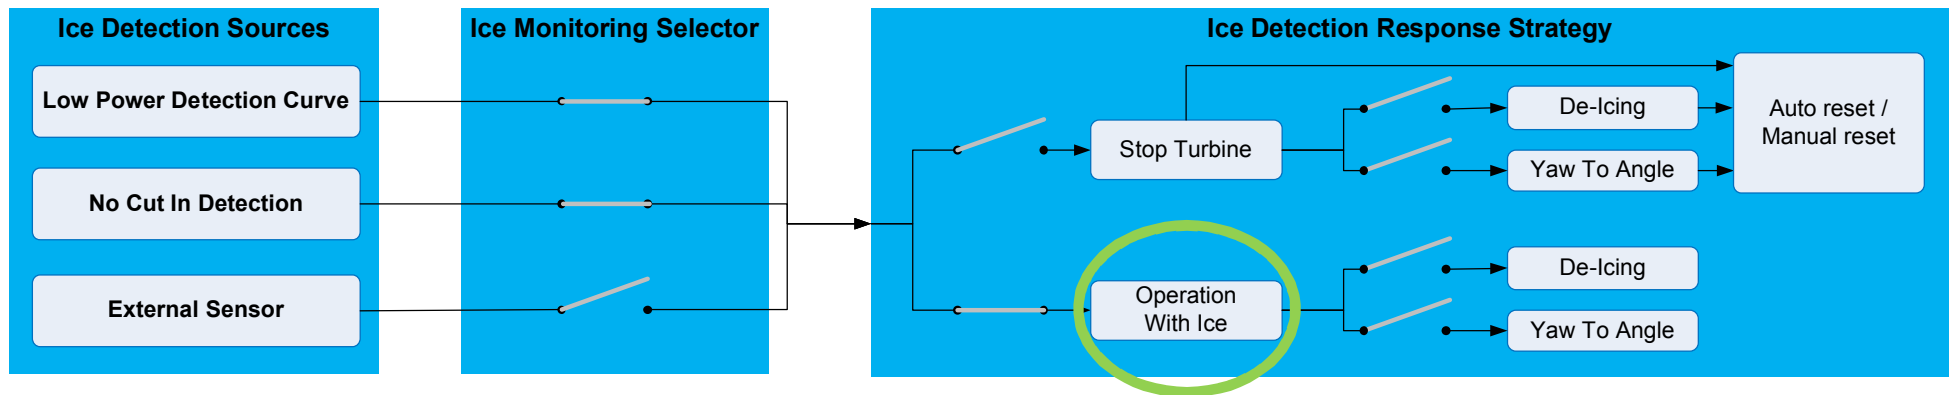 Ice Detection Sources
Low Power Detection Curve
No Cut In Detection
External Sensor
Ice Monitoring Selector
Ice Detection Response Strategy
Stop Turbine
De-Icing
Yaw To Angle
Auto reset /
Manual reset
Operation
With Ice
De-Icing
Yaw To Angle